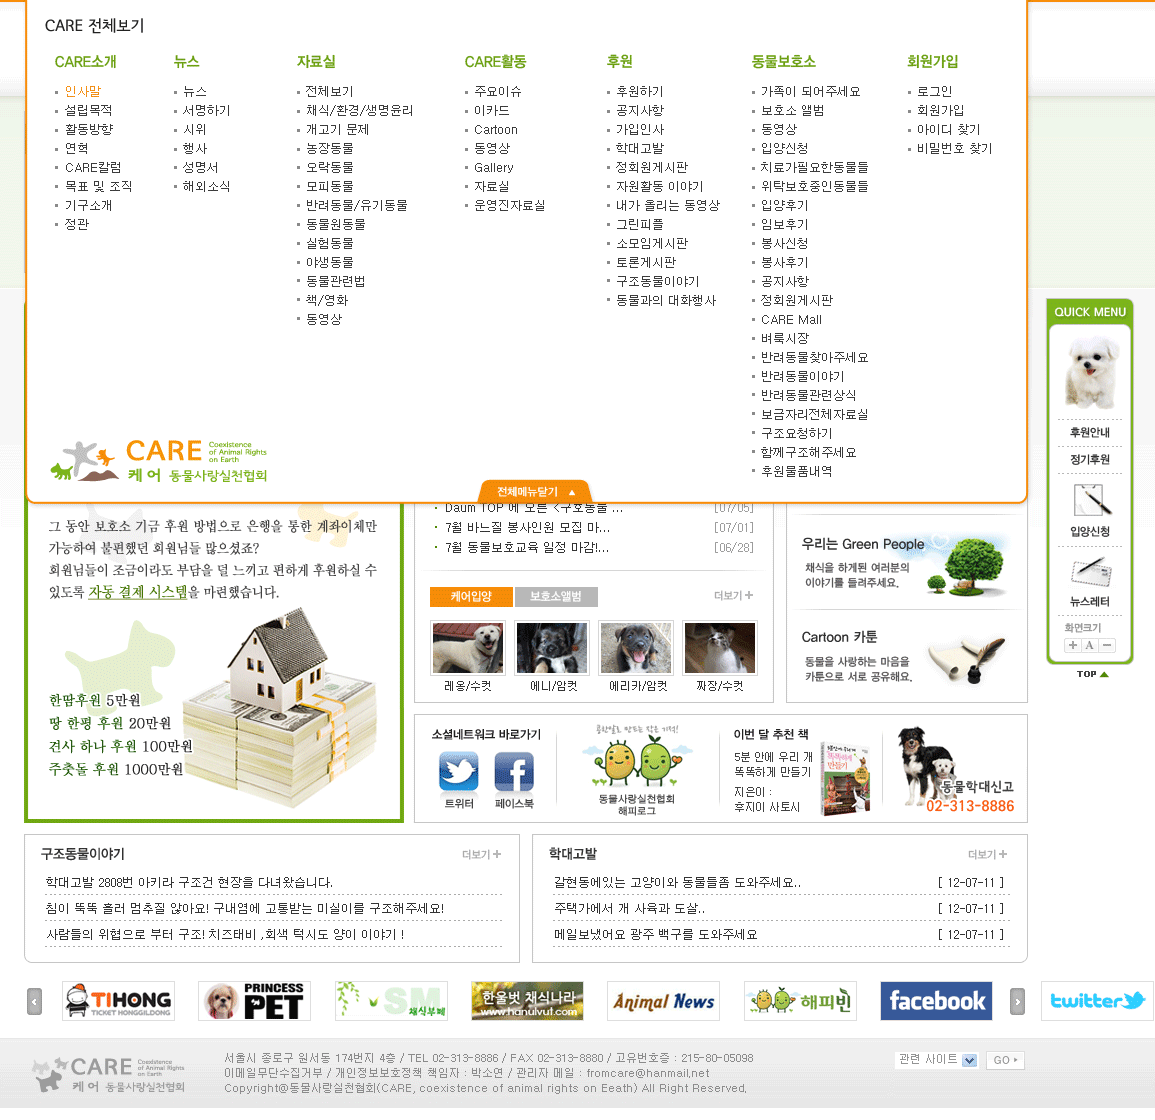 CARE 전체보기
CARE소개
인사말
설립목적
활동방향
연혁
CARE칼럼
목표 및 조직
기구소개
정관
뉴스
뉴스
서명하기
시위
행사
성명서
해외소식
자료실
전체보기
채식/환경/생명윤리
개고기 문제
농장동물
오락동물
모피동물
반려동물/유기동물
동물원동물
실험동물
야생동물
동물관련법
책/영화
동영상
CARE활동
주요이슈
이카드
Cartoon
동영상
Gallery
자료실
운영진자료실
후원
후원하기
공지사항
가입인사
학대고발
정회원게시판
자원활동 이야기
내가 올리는 동영상
그린피플
소모임게시판
토론게시판
구조동물이야기
동물과의 대화행사
동물보호소
가족이 되어주세요
보호소 앨범
동영상
입양신청
치료가필요한동물들
위탁보호중인동물들
입양후기
임보후기
봉사신청
봉사후기
공지사항
정회원게시판
CARE Mall
벼룩시장
반려동물찾아주세요
반려동물이야기
반려동물관련상식
보금자리전체자료실
구조요청하기
함께구조해주세요
후원물품내역
회원가입
로그인
회원가입
아이디 찾기
비밀번호 찾기
CARE Coexistence of Animal Rights on Earth
케어 동물사랑실천협회
전체메뉴닫기 ▲
QUICK MENU
후원안내
정기후원
입양신청
뉴스레터
화면크기
+ A -
TOP ▲
그 동안 보호소 기금 후원 방법으로 은행을 통한 계좌이체만
가능하여 불편했던 회원님들 많으셨죠?
회원님들이 조금이라도 부담을 덜 느끼고 편하게 후원하실 수
있도록 자동 결제 시스템을 마련했습니다.
한땀후원 5만원
땅 한평 후원 20만원
견사 하나 후원 100만원
주춧돌 후원 1000만원
Daum TOP 에 오픈 <구호동물 ... [07/05]
7월 바느질 봉사인원 모집 마... [07/01]
7월 동물보호교육 일정 마감!... [06/28]
케어입양 보호소앨범 더보기+
레옹/수컷 에니/암컷 에리카/암컷 짜장/수컷
우리는 Green People
채식을 하게된 여러분의
이야기를 들려주세요.
Cartoon 카툰
동물을 사랑하는 마음을
카툰으로 서로 공유해요.
소셜네트워크 바로가기
트위터 페이스북
콩한알로 만드는 작은 기적!
동물사랑실천협회
해피로그
이번 달 추천 책
5분 안에 우리 개
똑똑하게 만들기
지은이 :
후지이 사토시
동물학대신고
02-313-8886
구조동물이야기 더보기+
학대고발 2808번 아키라 구조건 현장을 다녀왔습니다.
침이 뚝뚝 흘러 멈추질 않아요! 구내염에 고통받는 미실이를 구조해주세요!
사람들의 위협으로 부터 구조! 치즈태비 ,회색 턱시도 양이 이야기 !
학대고발 더보기+
갈현동에있는 고양이와 동물들좀 도와주세요.. [ 12-07-11 ]
주택가에서 개 사육과 도살.. [ 12-07-11 ]
메일보냈어요 광주 백구를 도와주세요 [ 12-07-11 ]
TIHONG
TICKET HONGGILDONG
PRINCESS
PET
SM
채식부페
한울벗 채식나라
www.hanulvut.com
Animal News
해피빈
facebook
twitter
CARE Coexistence of Animal Rights on Earth
케어 동물사랑실천협회
서울시 종로구 원서동 174번지 4층 / TEL 02-313-8886 / FAX 02-313-8880 / 고유번호증 : 215-80-05098
이메일무단수집거부 / 개인정보보호정책 책임자 : 박소연 / 관리자 메일 : fromcare@hanmail.net
Copyright@동물사랑실천협회(CARE, coexistence of animal rights on Eeath) All Right Reserved.
관련 사이트 GO